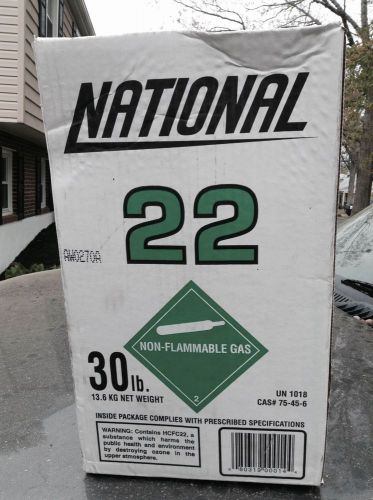 NATIONAL
22
AW0270A
NON-FLAMMABLE GAS
2
30 lb.
13.6 KG NET WEIGHT
UN 1018
CAS# 75-45-6
INSIDE PACKAGE COMPLIES WITH PRESCRIBED SPECIFICATIONS
WARNING: Contains HCFC22, a
substance which harms the
public health and environment
by destroying ozone in the
upper atmosphere.